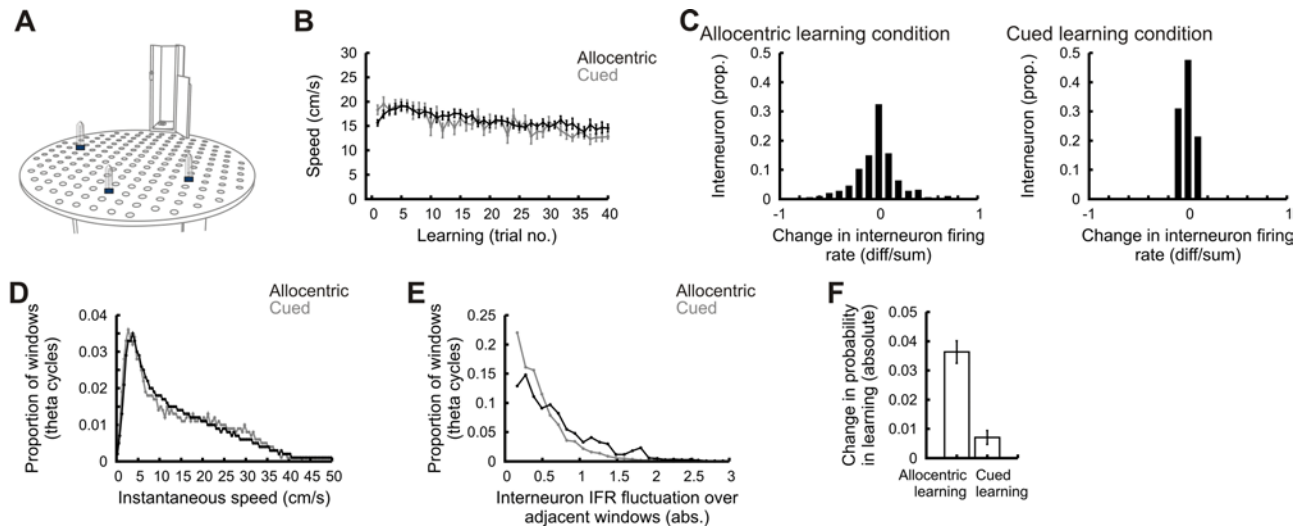 A
B
Allocentric
Cued
Speed (cm/s)
30
25
20
15
10
5
0
0
5
10
15
20
25
30
35
40
Learning (trial no.)
C
Allocentric learning condition
Interneuron (prop.)
0.5
0.4
0.3
0.2
0.1
0
-1
0
1
Change in interneuron firing
rate (diff/sum)
Cued learning condition
Interneuron (prop.)
0.5
0.4
0.3
0.2
0.1
0
-1
0
1
Change in interneuron firing
rate (diff/sum)
D
Allocentric
Cued
Proportion of windows
(theta cycles)
0.04
0.03
0.02
0.01
0
0
5
10
15
20
25
30
35
40
45
50
Instantaneous speed (cm/s)
E
Allocentric
Cued
Proportion of windows
(theta cycles)
0.25
0.2
0.15
0.1
0.05
0
0
0.5
1
1.5
2
2.5
3
Interneuron IFR fluctuation over
adjacent windows (abs.)
F
Change in probability
in learning (absolute)
0.05
0.04
0.03
0.02
0.01
0
Allocentric
learning
Cued
learning